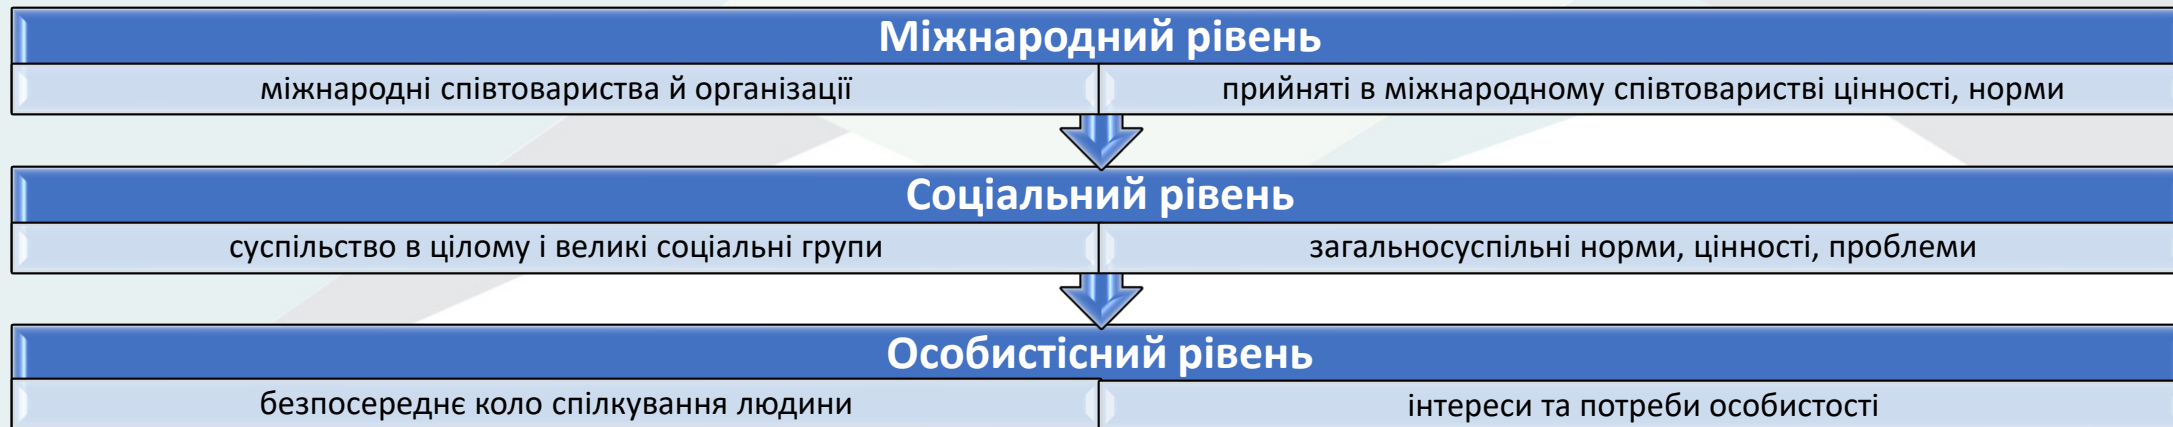 Міжнародний рівень
міжнародні співтовариства й організації
прийняті в міжнародному співтоваристві цінності, норми
Соціальний рівень
суспільство в цілому і великі соціальні групи
загальносуспільні норми, цінності, проблеми
Особистісний рівень
безпосереднє коло спілкування людини
інтереси та потреби особистості